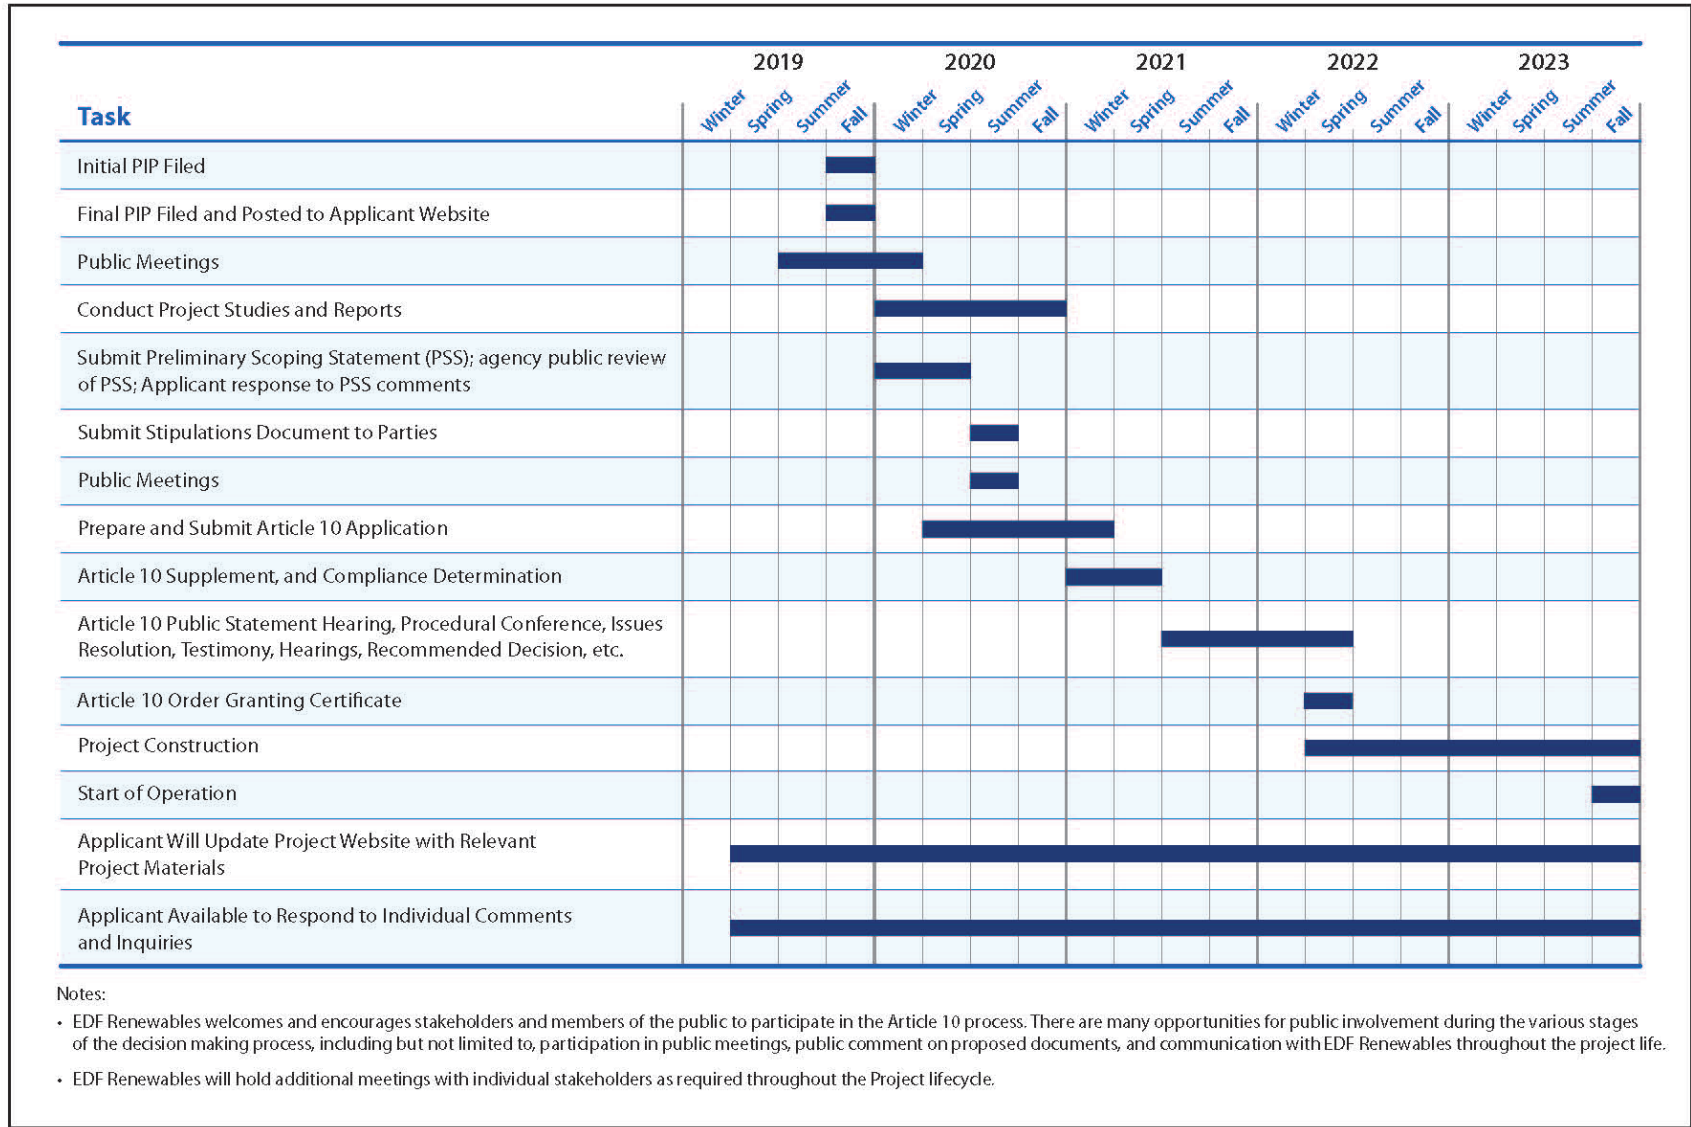 2019 2020 2021 2022 2023
Task Winter Spring Summer Fall Winter Spring Summer Fall Winter Spring Summer Fall Winter Spring Summer Fall Winter Spring Summer Fall
Initial PIP Filed
Final PIP Filed and Posted to Applicant Website
Public Meetings
Conduct Project Studies and Reports
Submit Preliminary Scoping Statement (PSS); agency public review
of PSS; Applicant response to PSS comments
Submit Stipulations Document to Parties
Public Meetings
Prepare and Submit Article 10 Application
Article 10 Supplement, and Compliance Determination
Article 10 Public Statement Hearing, Procedural Conference, Issues
Resolution, Testimony, Hearings, Recommended Decision, etc.
Article 10 Order Granting Certificate
Project Construction
Start of Operation
Applicant Will Update Project Website with Relevant
Project Materials
Applicant Available to Respond to Individual Comments
and Inquiries
Notes:
• EDF Renewables welcomes and encourages stakeholders and members of the public to participate in the Article 10 process. There are many opportunities for public involvement during the various stages
of the decision making process, including but not limited to, participation in public meetings, public comment on proposed documents, and communication with EDF Renewables throughout the project life.
• EDF Renewables will hold additional meetings with individual stakeholders as required throughout the Project lifecycle.